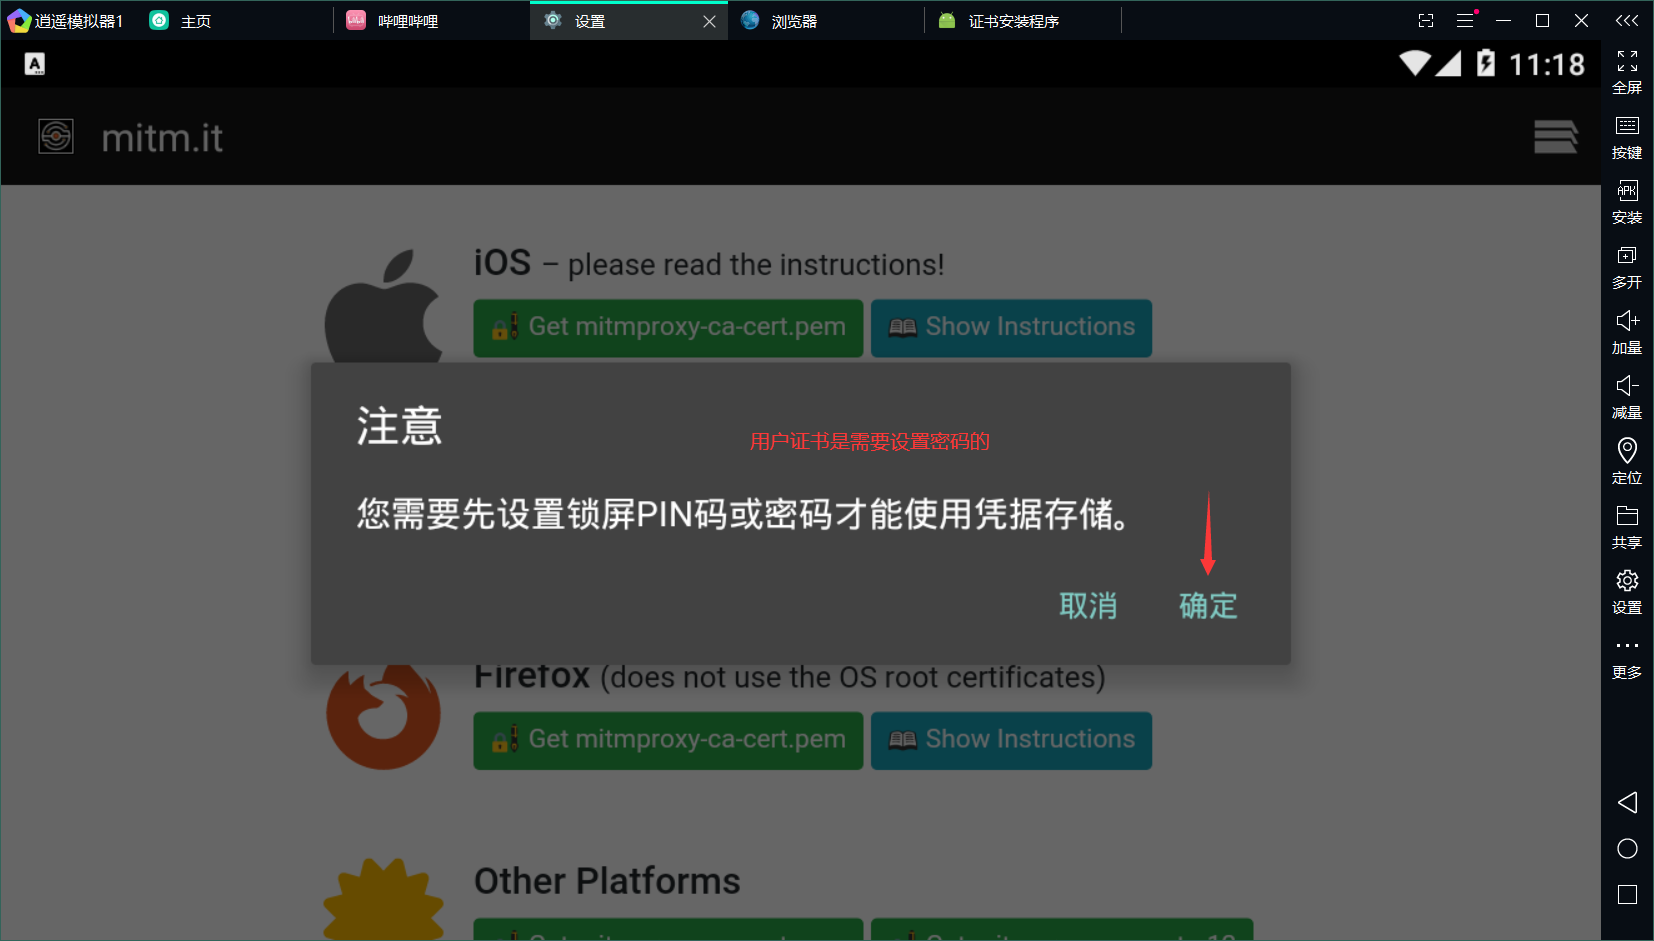 逍遥模拟器1
主页
哔哩哔哩
设置
浏览器
证书安装程序
A
11:18
全屏
mitm.it
按键
APK
安装
iOS – please read the instructions!
多开
Get mitmproxy-ca-cert.pem
Show Instructions
加量
注意
用户证书是需要设置密码的
减量
您需要先设置锁屏PIN码或密码才能使用凭据存储。
定位
共享
取消
确定
设置
Firefox (does not use the OS root certificates)
更多
Get mitmproxy-ca-cert.pem
Show Instructions
Other Platforms